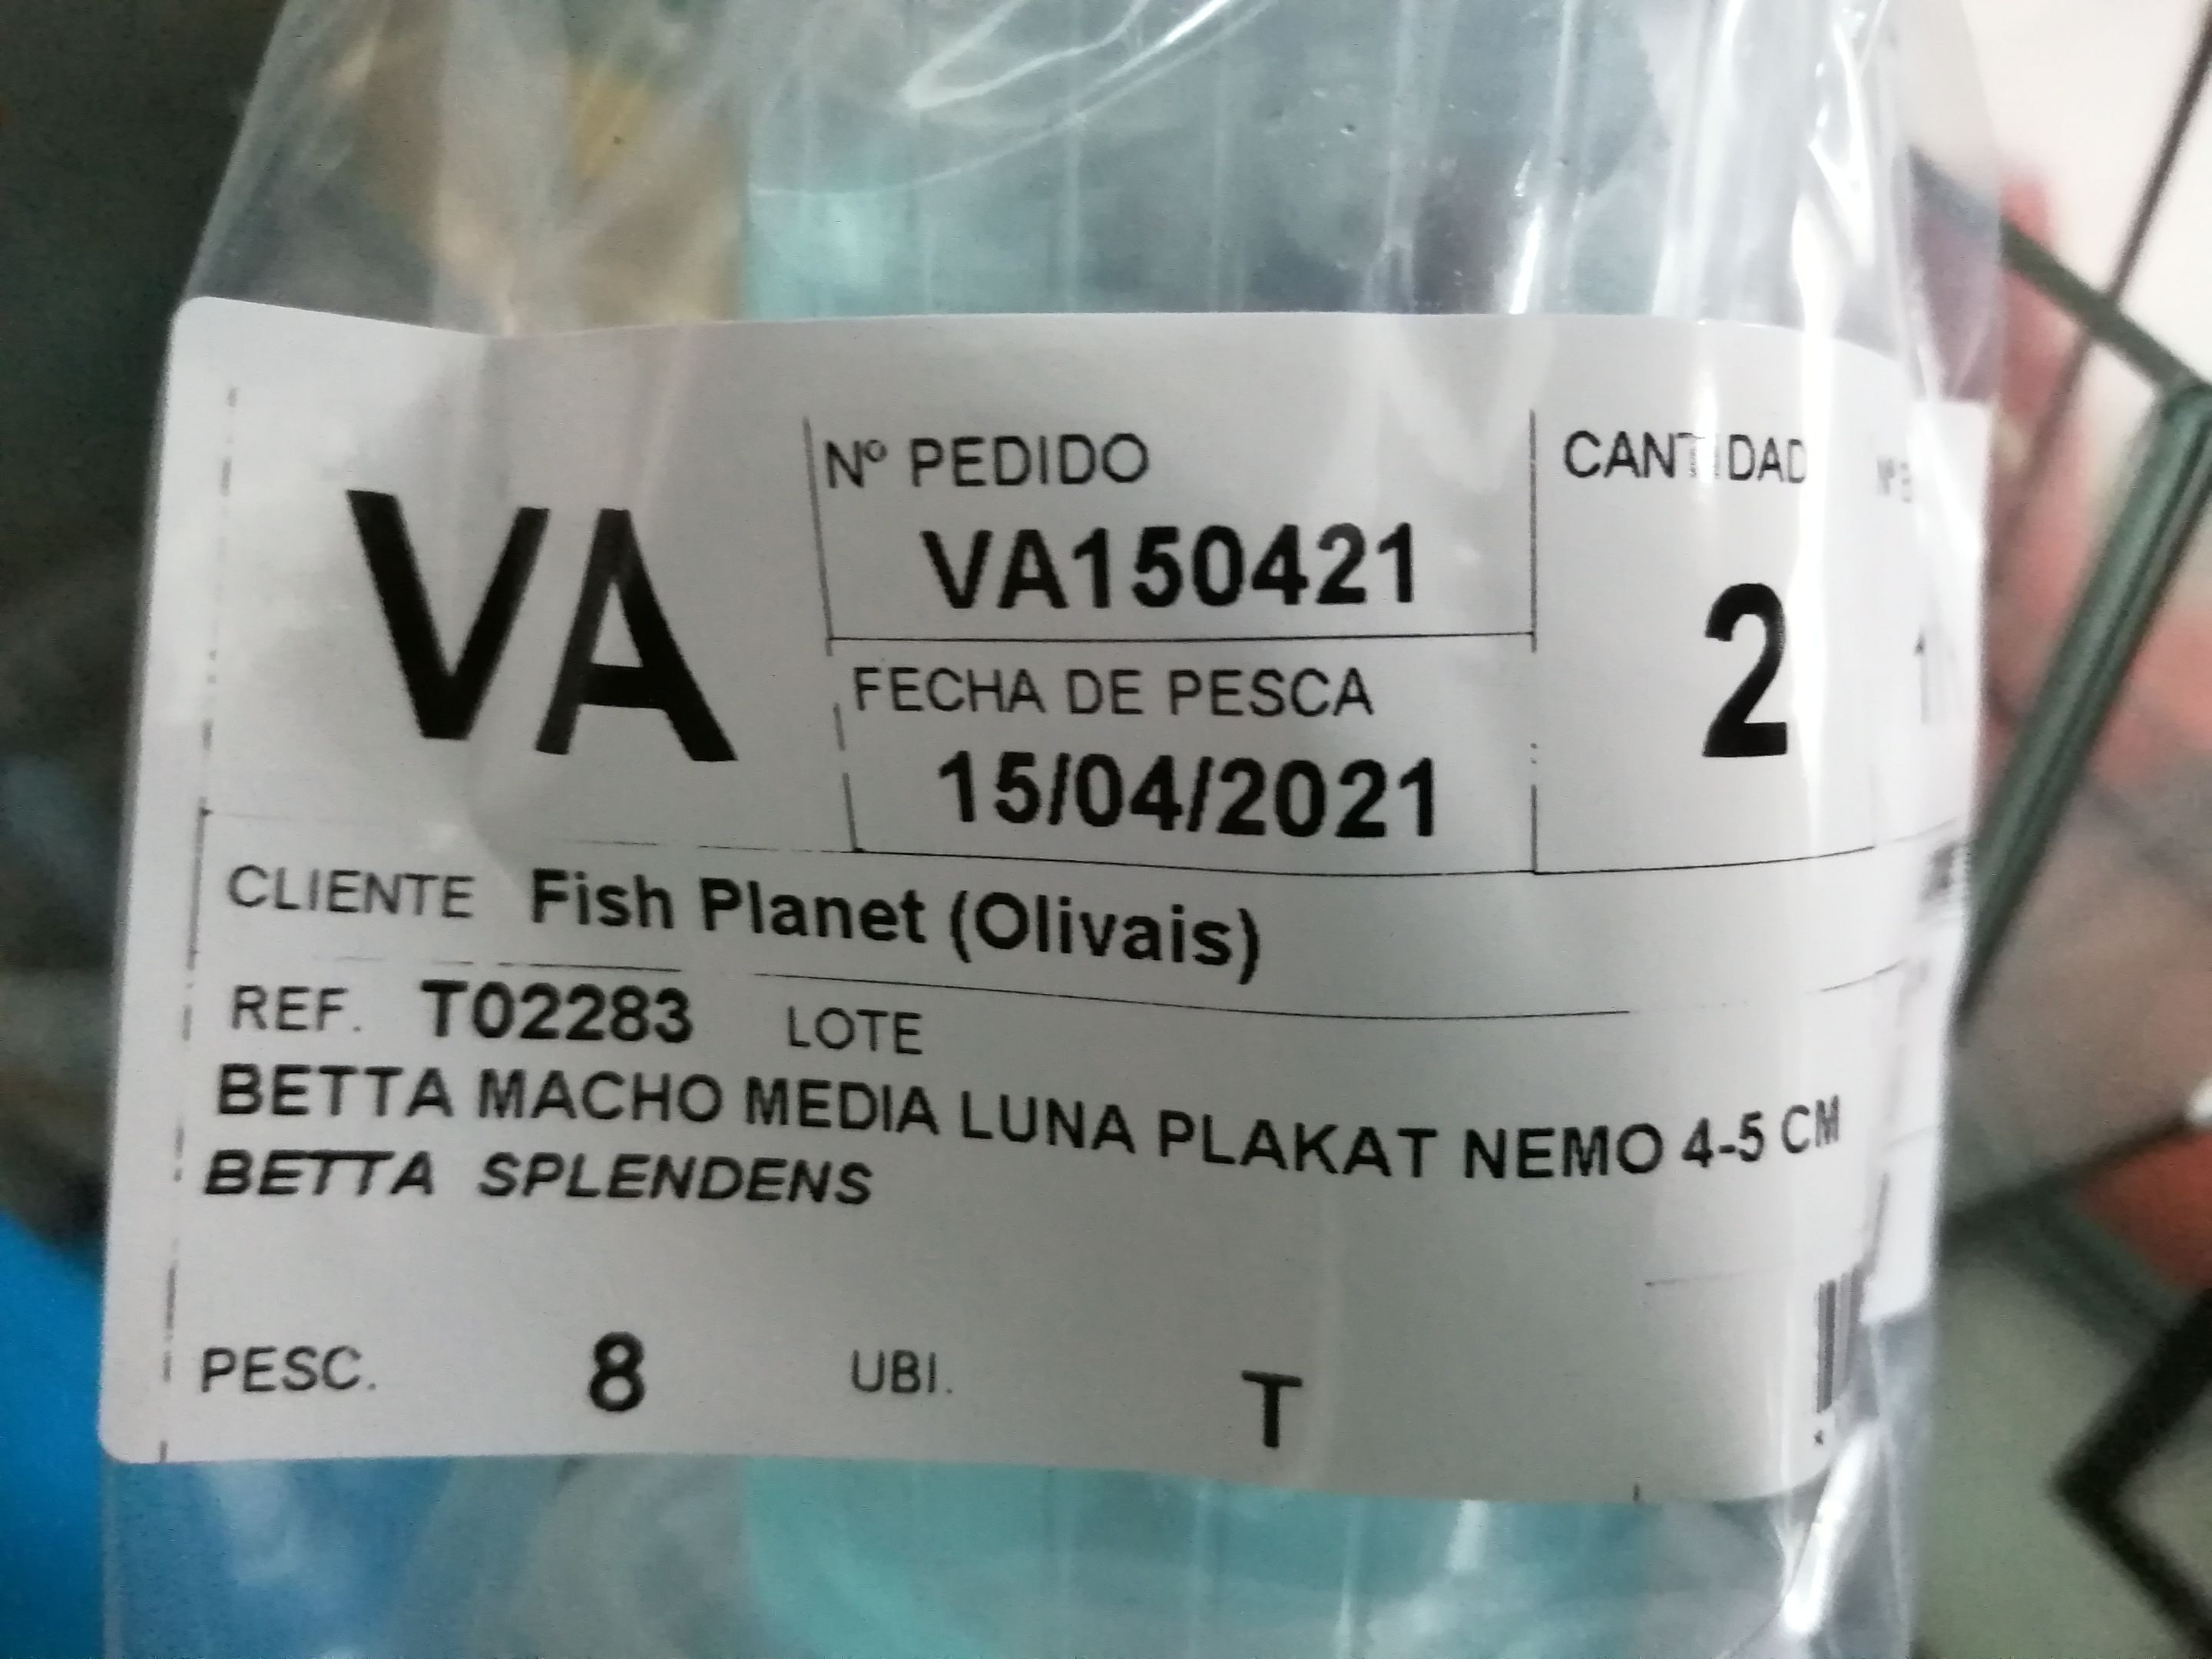 VA
Nº PEDIDO
VA150421
FECHA DE PESCA
15/04/2021
CANTIDAD
2
1
CLIENTE Fish Planet (Olivais)
REF. T02283 LOTE
BETTA MACHO MEDIA LUNA PLAKAT NEMO 4-5 CM
BETTA SPLENDENS
PESC. 8 UBI. T